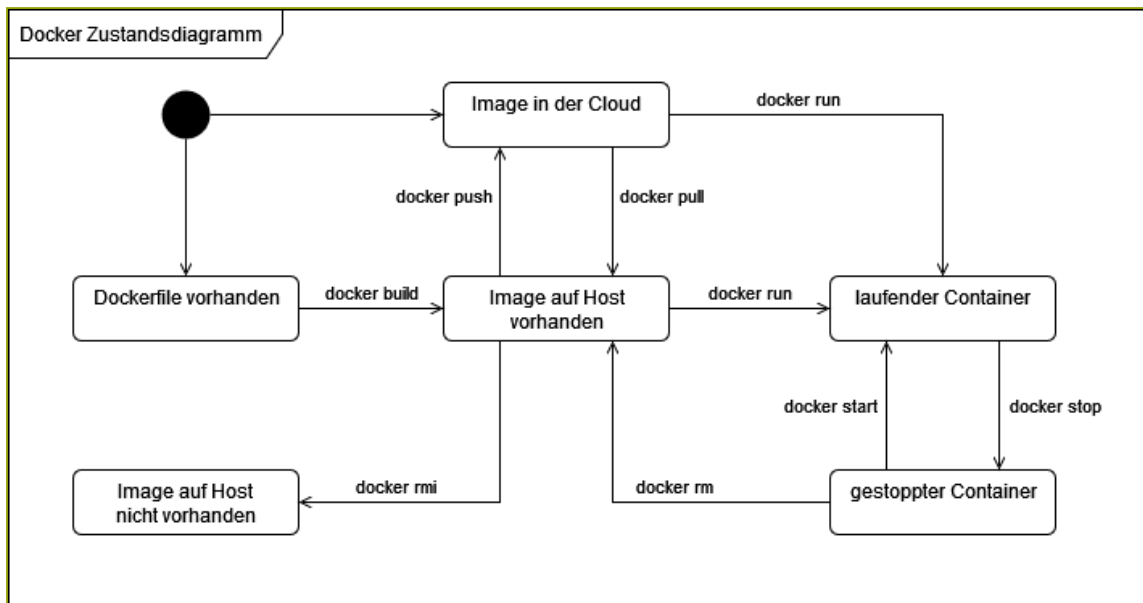 Docker Zustandsdiagramm
Image in der Cloud
docker run
docker push
docker pull
Dockerfile vorhanden
docker build
Image auf Host
vorhanden
docker run
laufender Container
docker start
docker stop
Image auf Host
nicht vorhanden
docker rmi
docker rm
gestoppter Container